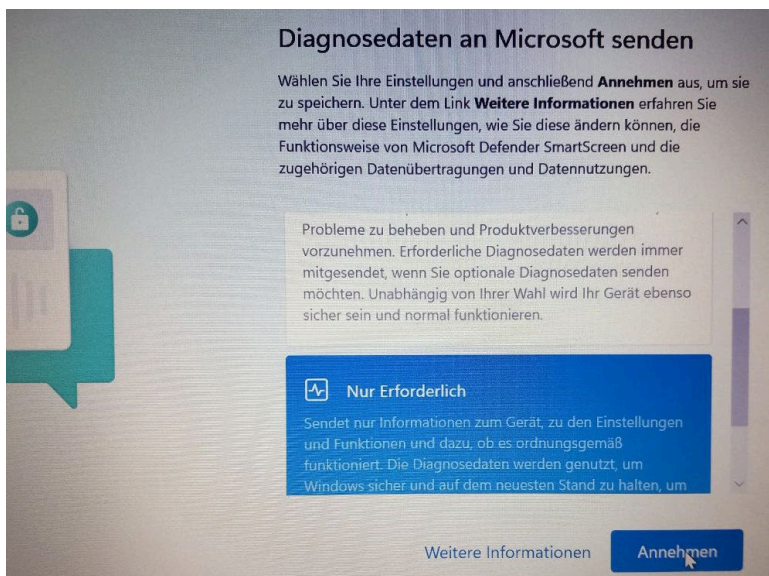 Diagnosedaten an Microsoft senden
Wählen Sie Ihre Einstellungen und anschließend Annehmen aus, um sie
zu speichern. Unter dem Link Weitere Informationen erfahren Sie
mehr über diese Einstellungen, wie Sie diese ändern können, die
Funktionsweise von Microsoft Defender SmartScreen und die
zugehörigen Datenübertragungen und Datennutzungen.
Probleme zu beheben und Produktverbesserungen
vorzunehmen. Erforderliche Diagnosedaten werden immer
mitgesendet, wenn Sie optionale Diagnosedaten senden
möchten. Unabhängig von Ihrer Wahl wird Ihr Gerät ebenso
sicher sein und normal funktionieren.
Nur Erforderlich
Sendet nur Informationen zum Gerät, zu den Einstellungen
und Funktionen und dazu, ob es ordnungsgemäß
funktioniert. Die Diagnosedaten werden genutzt, um
Windows sicher und auf dem neuesten Stand zu halten, um
Weitere Informationen
Annehmen